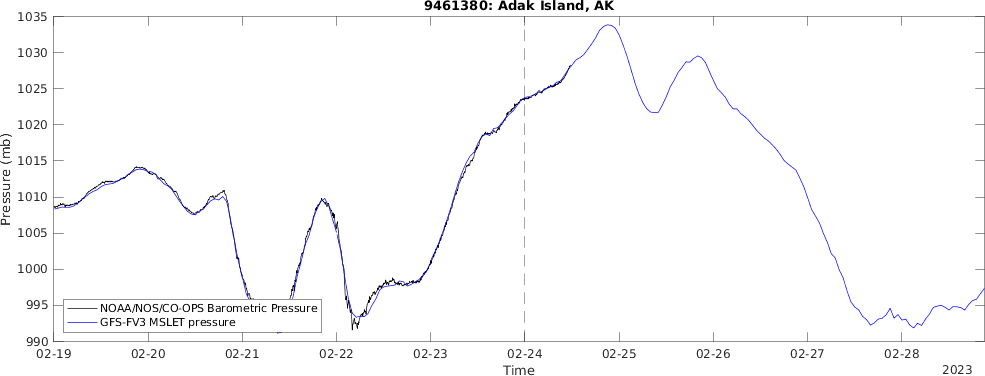 9461380: Adak Island, AK
Pressure (mb)
1035
1030
1025
1020
1015
1010
1005
1000
995
990
NOAA/NOS/CO-OPS Barometric Pressure
GFS-FV3 MSLET pressure
02-19 02-20 02-21 02-22 02-23 02-24 02-25 02-26 02-27 02-28
Time
2023